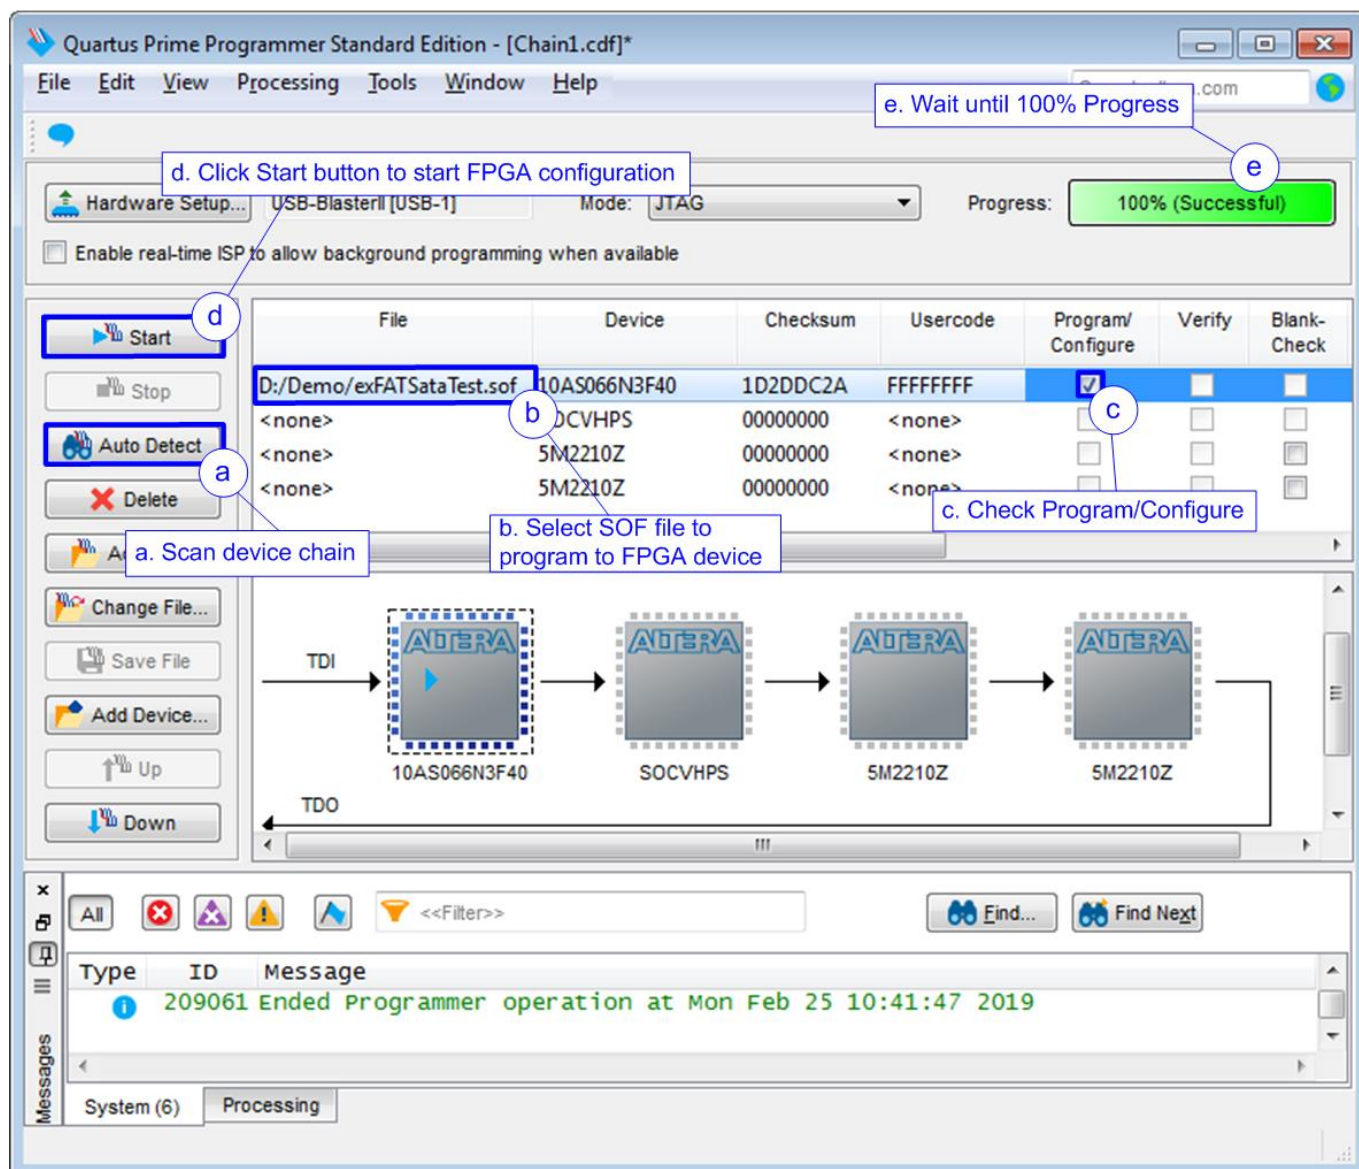 Quartus Prime Programmer Standard Edition - [Chain1.cdf]*
File Edit View Processing Tools Window Help
.com
e. Wait until 100% Progress
e
d. Click Start button to start FPGA configuration
Hardware Setup... USB-BlasterII [USB-1] Mode: JTAG Progress: 100% (Successful)
Enable real-time ISP to allow background programming when available
d
Start
Stop
Auto Detect
a
Delete
a. Scan device chain
Change File...
Save File
Add Device...
Up
Down
File Device Checksum Usercode Program/ Configure Verify Blank- Check
D:/Demo/exFATSataTest.sof 10AS066N3F40 1D2DDC2A FFFFFFFF
<none> OCVHPS 00000000 <none>
<none> 5M2210Z 00000000 <none>
<none> 5M2210Z 00000000 <none>
b
c
c. Check Program/Configure
b. Select SOF file to
program to FPGA device
ALTERA ALTERA ALTERA ALTERA
TDI
10AS066N3F40 SOCVHPS 5M2210Z 5M2210Z
TDO
All <<Filter>> Find... Find Next
Type ID Message
209061 Ended Programmer operation at Mon Feb 25 10:41:47 2019
Messages
System (6) Processing